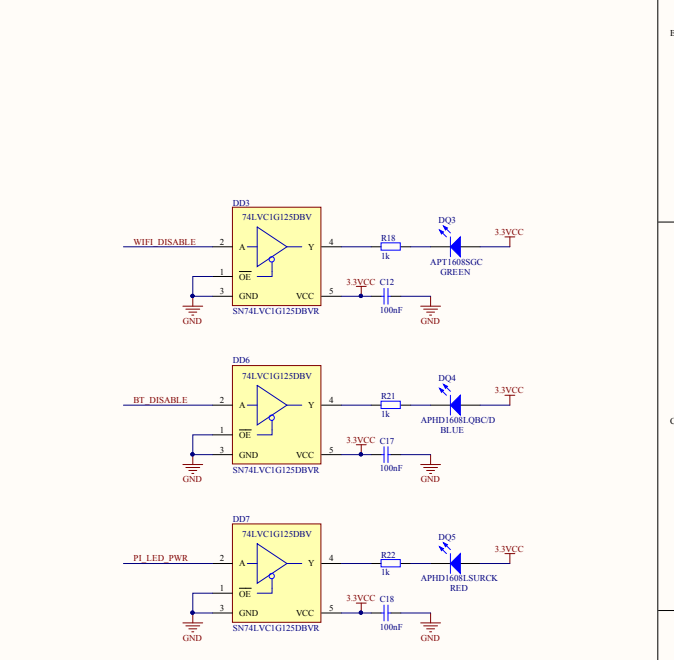 E
DD3
74LVC1G125DBV
WIFI_DISABLE 2 A Y 4 R18 1k
DQ3 3.3VCC
APT1608SGC
GREEN
1 OE
3 GND VCC 5 3.3VCC C12
100nF
SN74LVC1G125DBVR
GND GND
DD6
74LVC1G125DBV
BT_DISABLE 2 A Y 4 R21 1k
DQ4 3.3VCC
APHD1608LQBC/D
BLUE
1 OE
3 GND VCC 5 3.3VCC C17
100nF
SN74LVC1G125DBVR
GND GND
DD7
74LVC1G125DBV
PI_LED_PWR 2 A Y 4 R22 1k
DQ5 3.3VCC
APHD1608LSURCK
RED
1 OE
3 GND VCC 5 3.3VCC C18
100nF
SN74LVC1G125DBVR
GND GND